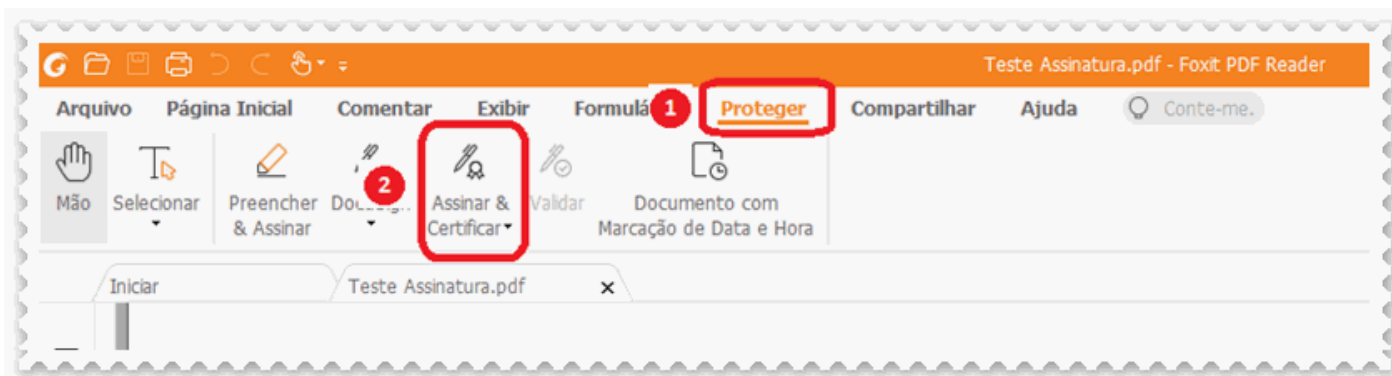 Teste Assinatura.pdf - Foxit PDF Reader
Arquivo Página Inicial Comentar Exibir 1 Proteger Compartilhar Ajuda Conte-me.
2
Mão Selecionar Preencher & Assinar Assinar & Certificar Validar Documento com Marcação de Data e Hora
Iniciar Teste Assinatura.pdf x